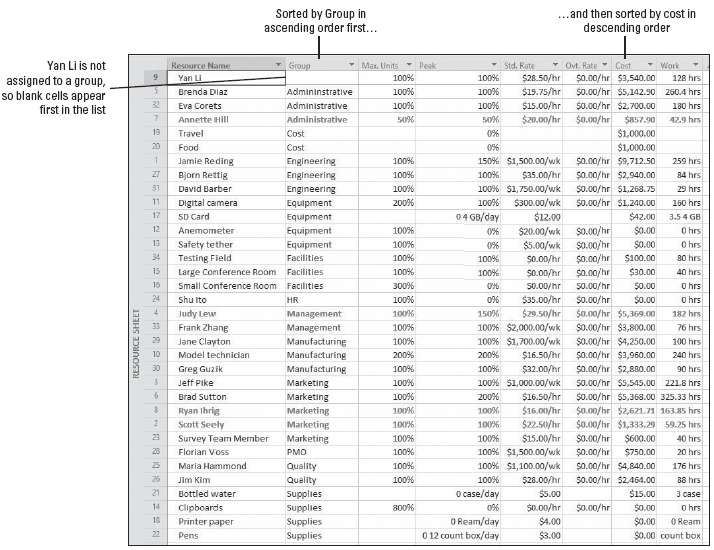 Sorted by Group in
ascending order first...
...and then sorted by cost in
descending order
Yan Li is not
assigned to a group,
so blank cells appear
first in the list
Resource Name Group Max. Units Peak Std. Rate Ovt. Rate Cost Work
9 Yan Li 100% 100% $28.50/hr $0.00/hr $3,540.00 128 hrs
5 Brenda Diaz Admininstrative 100% 100% $19.75/hr $0.00/hr $5,142.90 260.4 hrs
32 Eva Corets Administrative 100% 100% $15.00/hr $0.00/hr $2,700.00 180 hrs
7 Annette Hill Administrative 50% 50% $20.00/hr $0.00/hr $857.90 42.9 hrs
19 Travel Cost 0% $1,000.00
20 Food Cost 0% $1,000.00
1 Jamie Reding Engineering 100% 150% $1,500.00/wk $0.00/hr $9,712.50 259 hrs
27 Bjorn Rettig Engineering 100% 100% $35.00/hr $0.00/hr $2,940.00 84 hrs
31 David Barber Engineering 100% 100% $1,750.00/wk $0.00/hr $1,268.75 29 hrs
11 Digital camera Equipment 200% 100% $300.00/wk $0.00/hr $1,240.00 160 hrs
17 SD Card Equipment 0 4 GB/day $12.00 $42.00 3.5 4 GB
12 Anemometer Equipment 100% 0% $20.00/wk $0.00/hr $0.00 0 hrs
13 Safety tether Equipment 100% 0% $5.00/wk $0.00/hr $0.00 0 hrs
34 Testing Field Facilities 100% 100% $0.00/hr $0.00/hr $100.00 80 hrs
15 Large Conference Room Facilities 100% 100% $0.00/hr $0.00/hr $30.00 40 hrs
16 Small Conference Room Facilities 300% 0% $0.00/hr $0.00/hr $0.00 0 hrs
24 Shu Ito HR 100% 0% $35.00/hr $0.00/hr $0.00 0 hrs
4 Judy Lew Management 100% 150% $29.50/hr $0.00/hr $5,369.00 182 hrs
33 Frank Zhang Management 100% 100% $2,000.00/wk $0.00/hr $3,800.00 76 hrs
29 Jane Clayton Manufacturing 100% 100% $1,700.00/wk $0.00/hr $4,250.00 100 hrs
10 Model technician Manufacturing 200% 200% $16.50/hr $0.00/hr $3,960.00 240 hrs
30 Greg Guzik Manufacturing 100% 100% $32.00/hr $0.00/hr $2,880.00 90 hrs
3 Jeff Pike Marketing 100% 100% $1,000.00/wk $0.00/hr $5,545.00 221.8 hrs
6 Brad Sutton Marketing 100% 200% $16.50/hr $0.00/hr $5,368.00 325.33 hrs
8 Ryan Ihrig Marketing 100% 100% $16.00/hr $0.00/hr $2,621.71 163.85 hrs
2 Scott Seely Marketing 100% 100% $22.50/hr $0.00/hr $1,333.29 59.25 hrs
23 Survey Team Member Marketing 100% 100% $15.00/hr $0.00/hr $600.00 40 hrs
28 Florian Voss PMO 100% 100% $1,500.00/wk $0.00/hr $750.00 20 hrs
25 Maria Hammond Quality 100% 100% $1,100.00/wk $0.00/hr $4,840.00 176 hrs
26 Jim Kim Quality 100% 100% $28.00/hr $0.00/hr $2,464.00 88 hrs
21 Bottled water Supplies 0 case/day $5.00 $15.00 3 case
14 Clipboards Supplies 800% 0% $0.00/hr $0.00/hr $0.00 0 hrs
18 Printer paper Supplies 0 Ream/day $4.00 $0.00 0 Ream
22 Pens Supplies 0 12 count box/day $3.00 $0.00 count box
RESOURCE SHEET